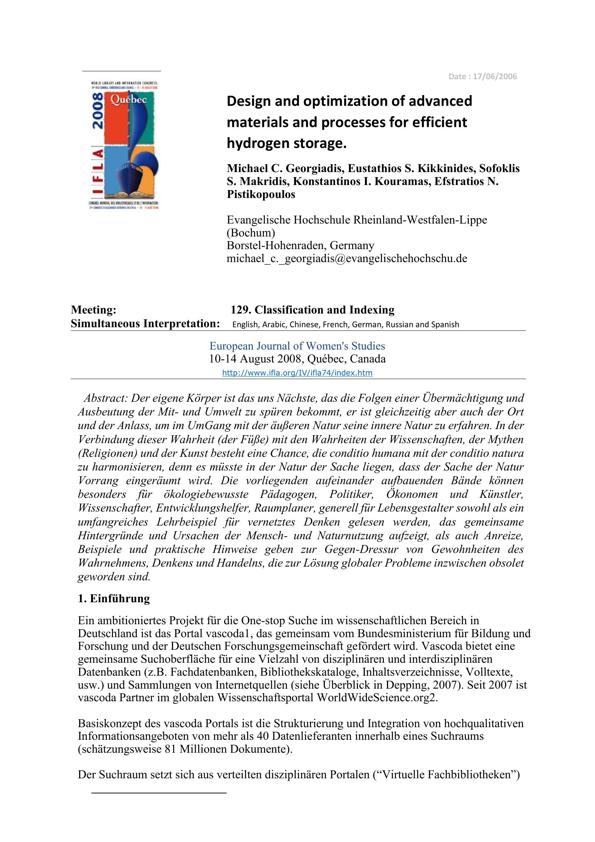 Date : 17/06/2006
WORLD LIBRARY AND INFORMATION CONGRESS:
2008
Québec
IFLA
Design and optimization of advanced
materials and processes for efficient
hydrogen storage.
Michael C. Georgiadis, Eustathios S. Kikkinides, Sofoklis
S. Makridis, Konstantinos I. Kouramas, Efstratios N.
Pistikopoulos
Evangelische Hochschule Rheinland-Westfalen-Lippe
(Bochum)
Borstel-Hohenraden, Germany
michael_c._georgiadis@evangelischehochschu.de
Meeting: 129. Classification and Indexing
Simultaneous Interpretation: English, Arabic, Chinese, French, German, Russian and Spanish
European Journal of Women's Studies
10-14 August 2008, Québec, Canada
http://www.ifla.org/IV/ifla74/index.htm
Abstract: Der eigene Körper ist das uns Nächste, das die Folgen einer Übermächtigung und
Ausbeutung der Mit- und Umwelt zu spüren bekommt, er ist gleichzeitig aber auch der Ort
und der Anlass, um im UmGang mit der äußeren Natur seine innere Natur zu erfahren. In der
Verbindung dieser Wahrheit (der Füße) mit den Wahrheiten der Wissenschaften, der Mythen
(Religionen) und der Kunst besteht eine Chance, die conditio humana mit der conditio natura
zu harmonisieren, denn es müsste in der Natur der Sache liegen, dass der Sache der Natur
Vorrang eingeräumt wird. Die vorliegenden aufeinander aufbauenden Bände können
besonders für ökologiebewusste Pädagogen, Politiker, Ökonomen und Künstler,
Wissenschafter, Entwicklungshelfer, Raumplaner, generell für Lebensgestalter sowohl als ein
umfangreiches Lehrbeispiel für vernetztes Denken gelesen werden, das gemeinsame
Hintergründe und Ursachen der Mensch- und Naturnutzung aufzeigt, als auch Anreize,
Beispiele und praktische Hinweise geben zur Gegen-Dressur von Gewohnheiten des
Wahrnehmens, Denkens und Handelns, die zur Lösung globaler Probleme inzwischen obsolet
geworden sind.
1. Einführung
Ein ambitioniertes Projekt für die One-stop Suche im wissenschaftlichen Bereich in
Deutschland ist das Portal vascoda1, das gemeinsam vom Bundesministerium für Bildung und
Forschung und der Deutschen Forschungsgemeinschaft gefördert wird. Vascoda bietet eine
gemeinsame Suchoberfläche für eine Vielzahl von disziplinären und interdisziplinären
Datenbanken (z.B. Fachdatenbanken, Bibliothekskataloge, Inhaltsverzeichnisse, Volltexte,
usw.) und Sammlungen von Internetquellen (siehe Überblick in Depping, 2007). Seit 2007 ist
vascoda Partner im globalen Wissenschaftsportal WorldWideScience.org2.
Basiskonzept des vascoda Portals ist die Strukturierung und Integration von hochqualitativen
Informationsangeboten von mehr als 40 Datenlieferanten innerhalb eines Suchraums
(schätzungsweise 81 Millionen Dokumente).
Der Suchraum setzt sich aus verteilten disziplinären Portalen (“Virtuelle Fachbibliotheken”)